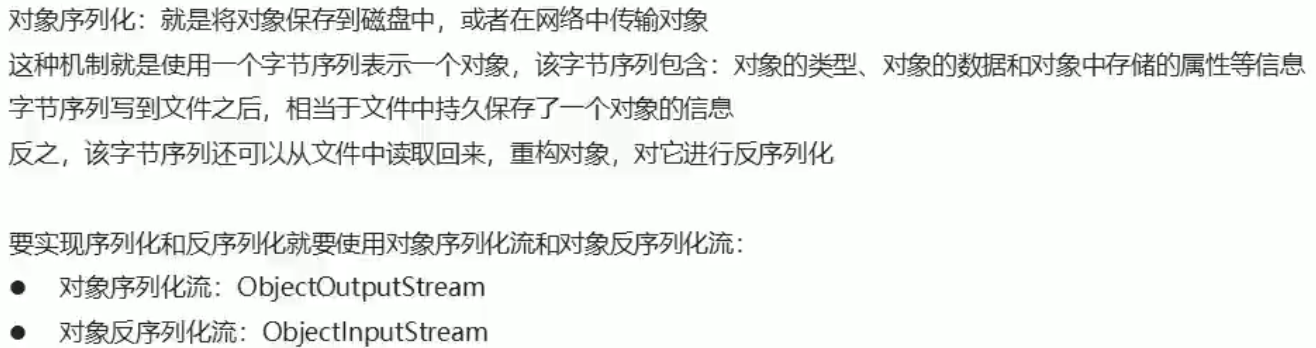 对象序列化：就是将对象保存到磁盘中，或者在网络中传输对象
这种机制就是使用一个字节序列表示一个对象，该字节序列包含：对象的类型、对象的数据和对象中存储的属性等信息
字节序列写到文件之后，相当于文件中持久保存了一个对象的信息
反之，该字节序列还可以从文件中读取回来，重构对象，对它进行反序列化
要实现序列化和反序列化就要使用对象序列化流和对象反序列化流：
● 对象序列化流：ObjectOutputStream
● 对象反序列化流：ObjectInputStream